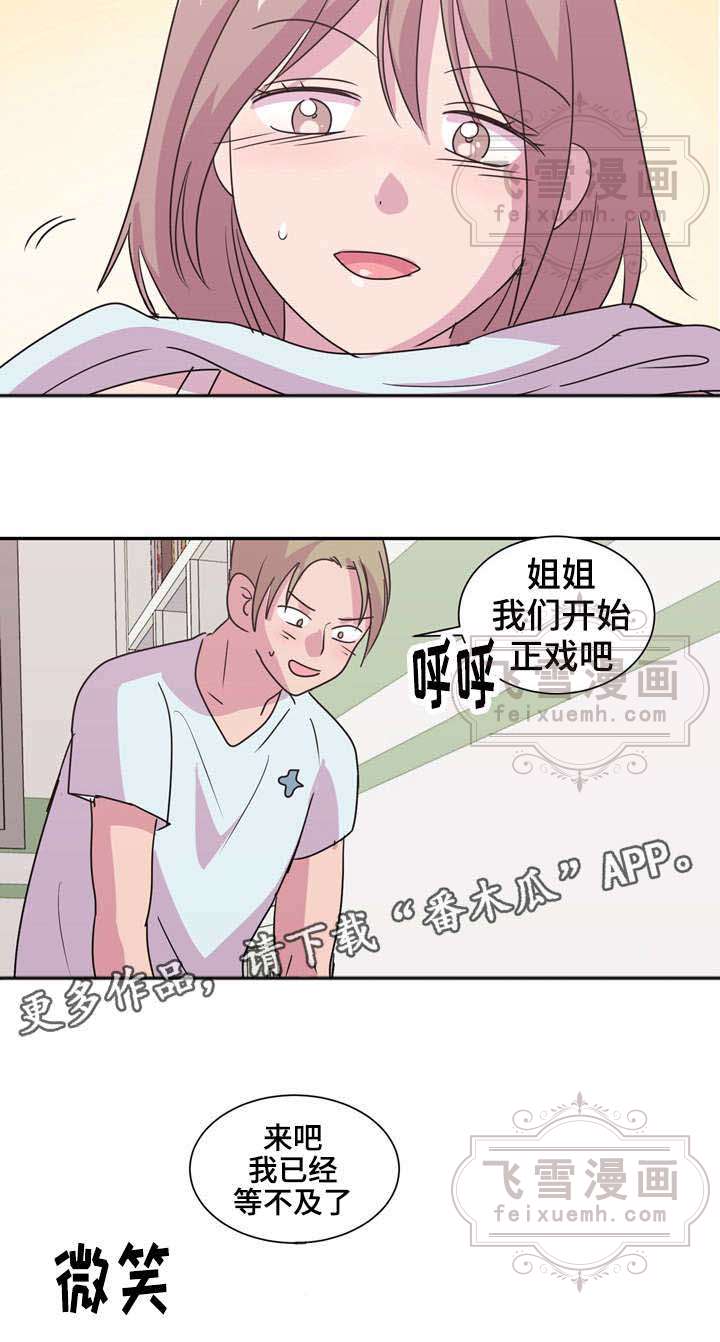 飞雪漫画
feixuemh.com
姐姐
我们开始
正戏吧
呼呼
飞雪漫画
feixuemh.com
更多作品，请下载“番木瓜”APP。
来吧
我已经
等不及了
飞雪漫画
feixuemh.com
微笑